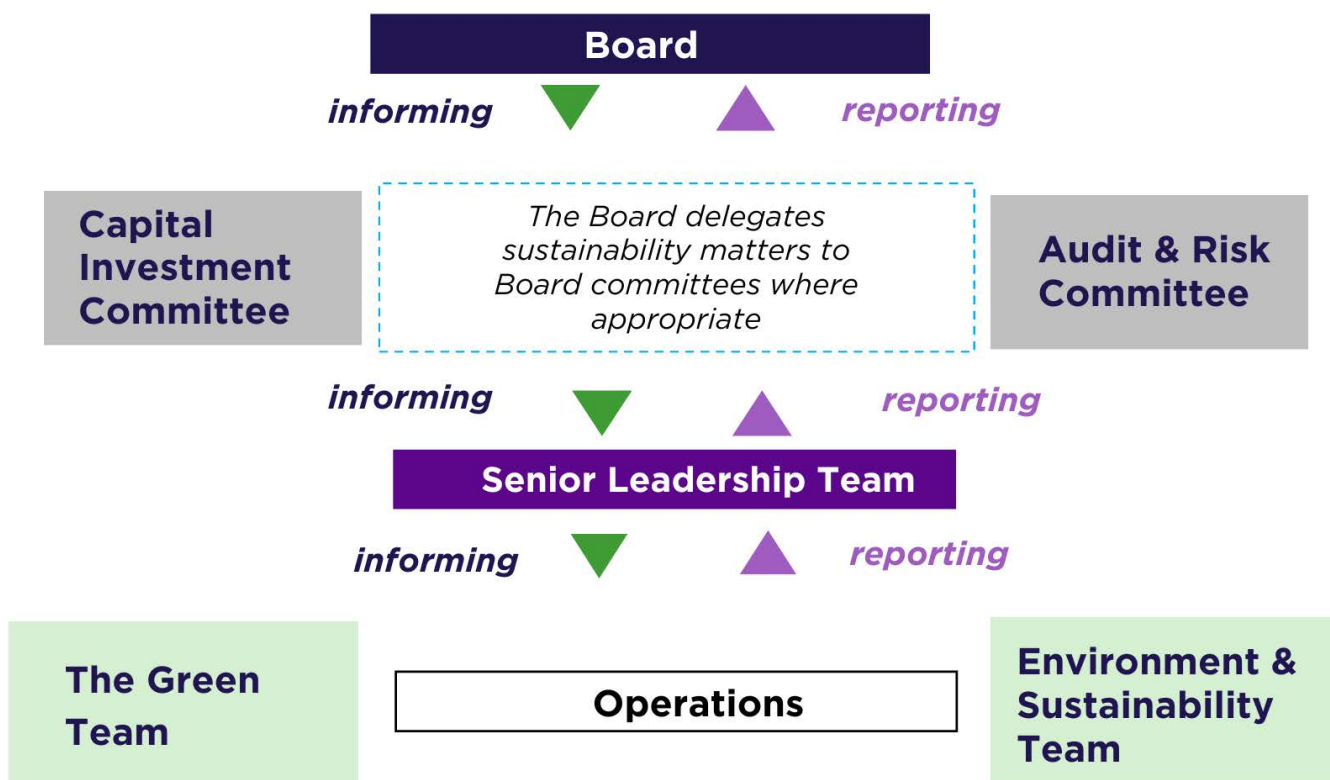 Board
informing
reporting
Capital
Investment
Committee
The Board delegates
sustainability matters to
Board committees where
appropriate
Audit & Risk
Committee
informing
reporting
Senior Leadership Team
informing
reporting
The Green
Team
Operations
Environment &
Sustainability
Team